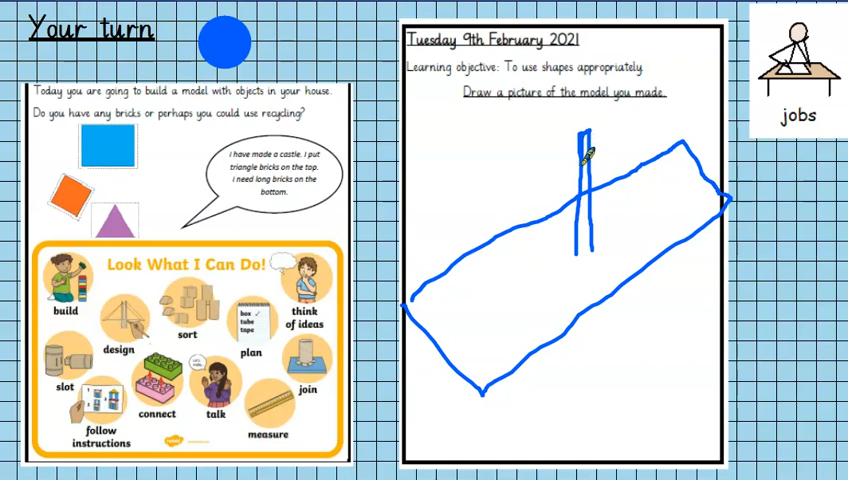 Your turn
Today you are going to build a model with objects in your house.
Do you have any bricks or perhaps you could use recycling?
I have made a castle. I put
triangle bricks on the top.
I need long bricks on the
bottom.
Look What I Can Do!
build
design
sort
box ✓
tube
tape
plan
think
of ideas
slot
follow
instructions
connect
talk
measure
join
Tuesday 9th February 2021
Learning objective: To use shapes appropriately
Draw a picture of the model you made.
jobs